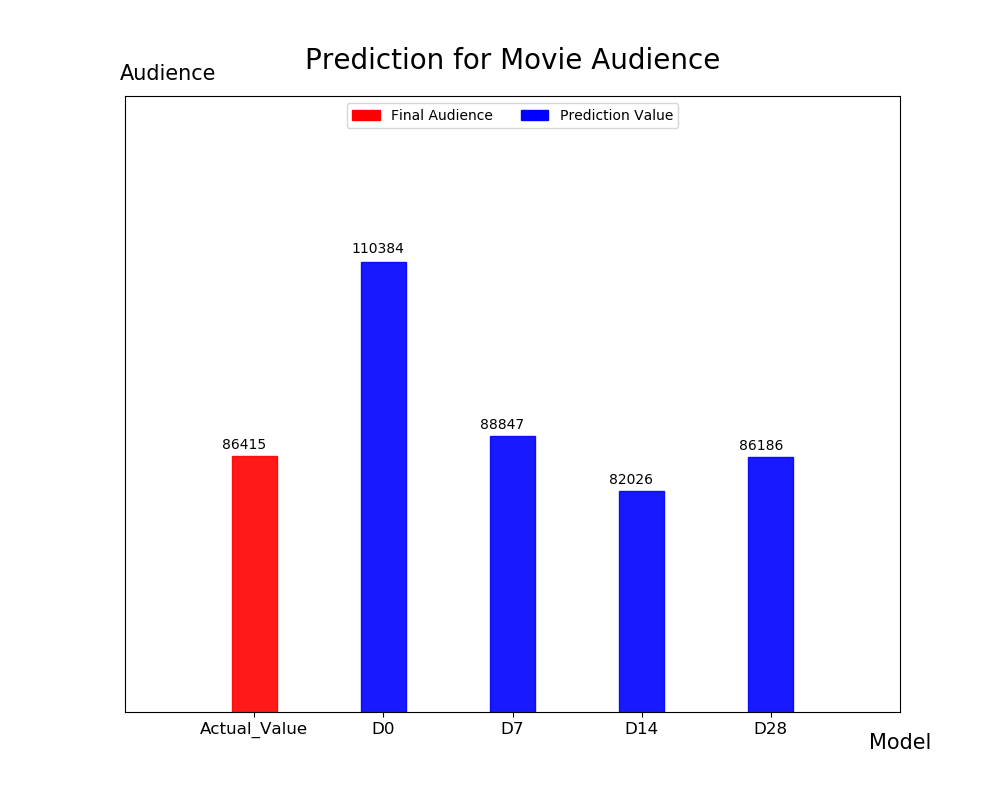 Prediction for Movie Audience
Audience
Final Audience Prediction Value
110384
88847
86415
86186
82026
Actual_Value D0 D7 D14 D28
Model